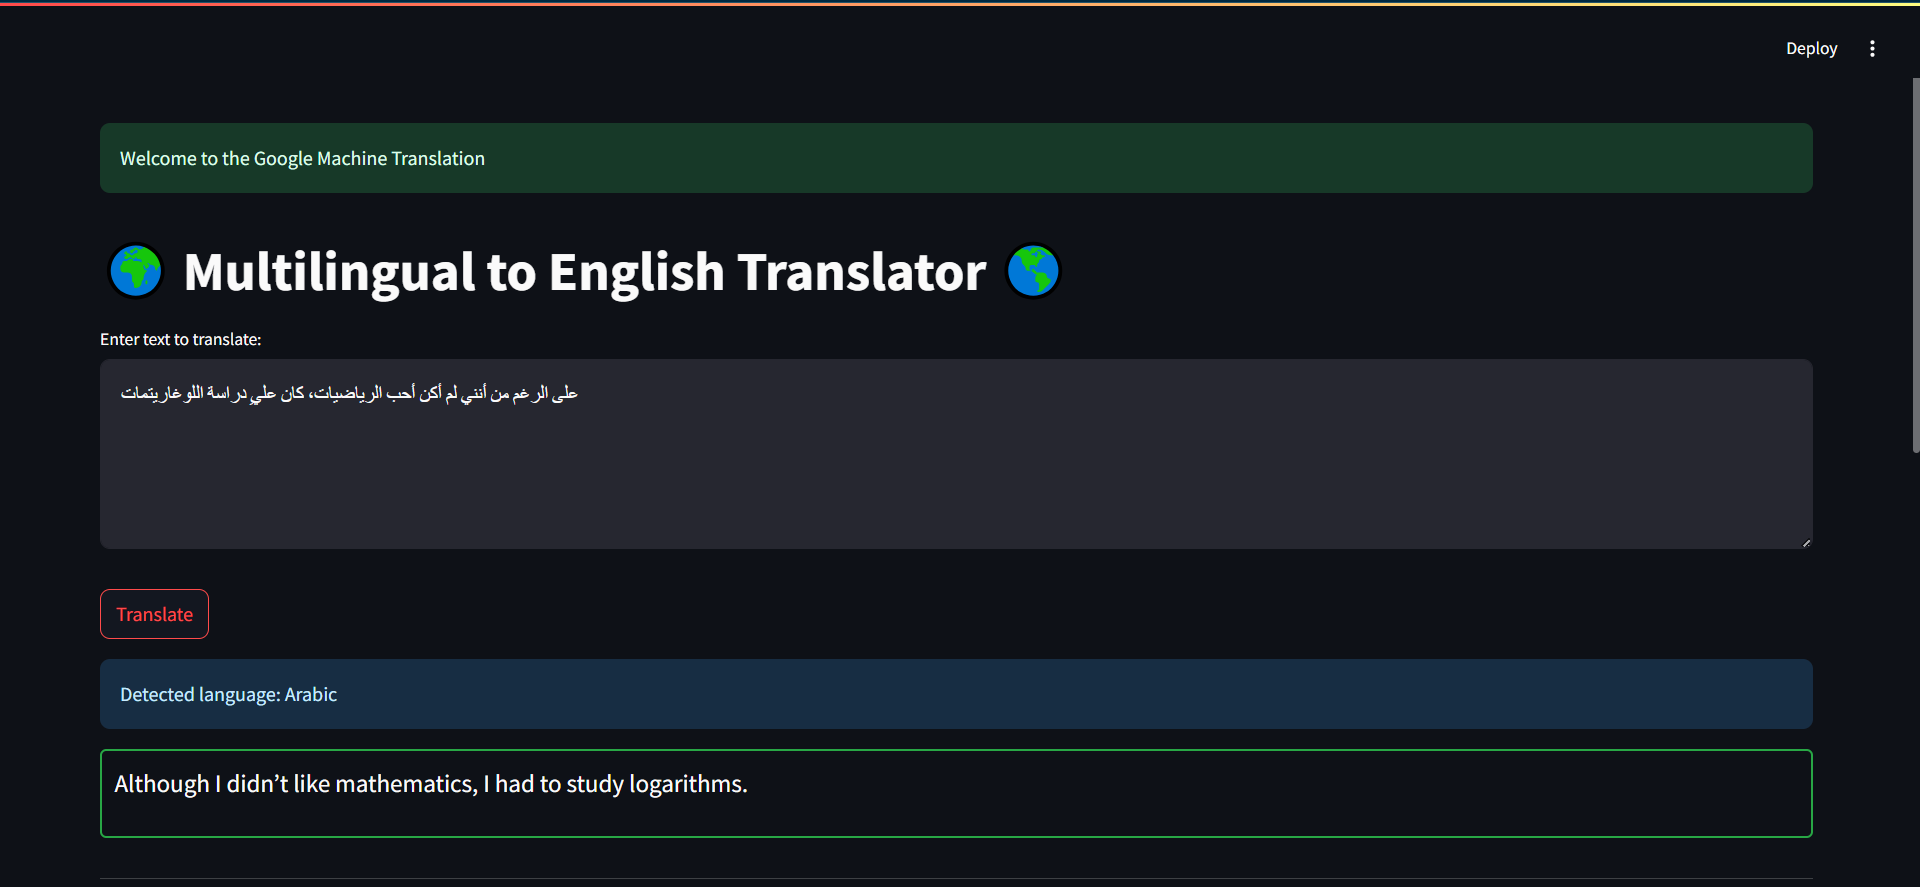 Deploy
Welcome to the Google Machine Translation
Multilingual to English Translator
Enter text to translate:
على الرغم من أنني لم أكن أحب الرياضيات، كان علي دراسة اللوغاريتمات
Translate
Detected language: Arabic
Although I didn’t like mathematics, I had to study logarithms.